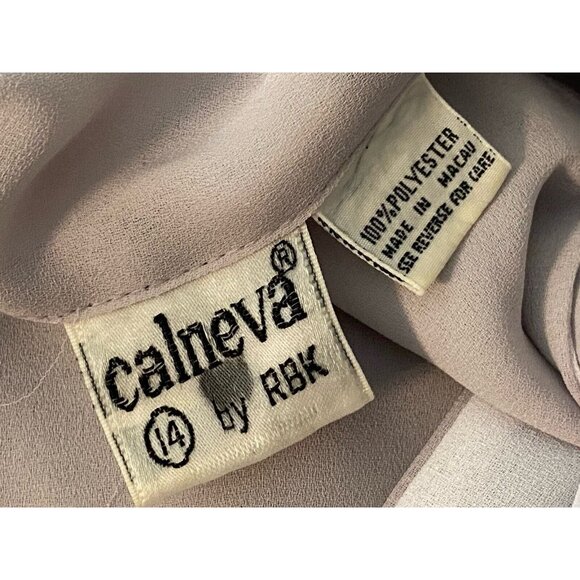 calneva®
14 by RBK
100% POLYESTER
MADE IN MACAU
SEE REVERSE FOR CARE